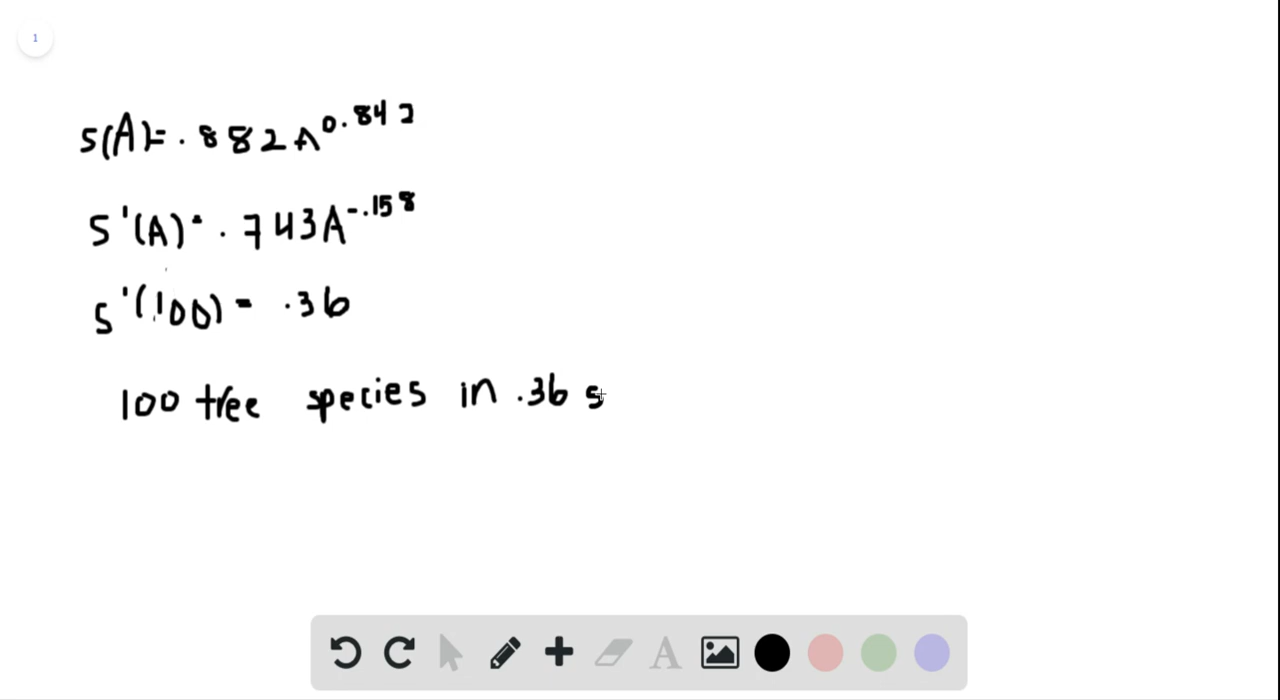 1
S(A)=.882A^0.842
S'(A)=.743A^-.158
S'(100)=.36
100 tree species in .36 s
A